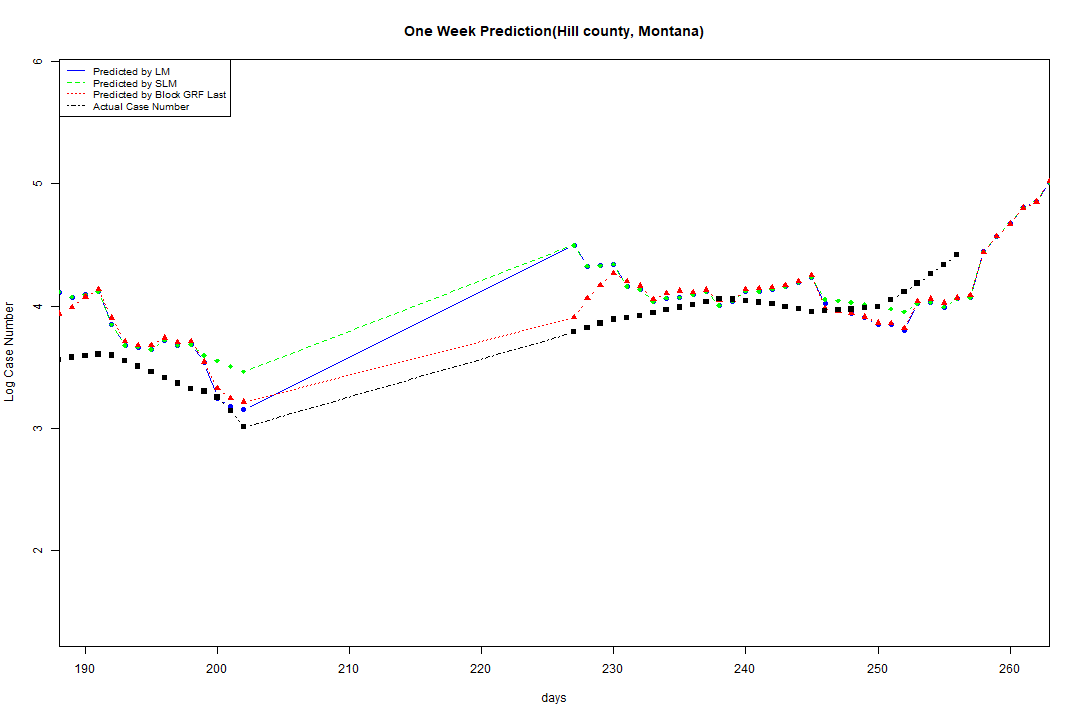 One Week Prediction(Hill county, Montana)
Predicted by LM
Predicted by SLM
Predicted by Block GRF Last
Actual Case Number
6
5
4
3
2
Log Case Number
190 200 210 220 230 240 250 260
days